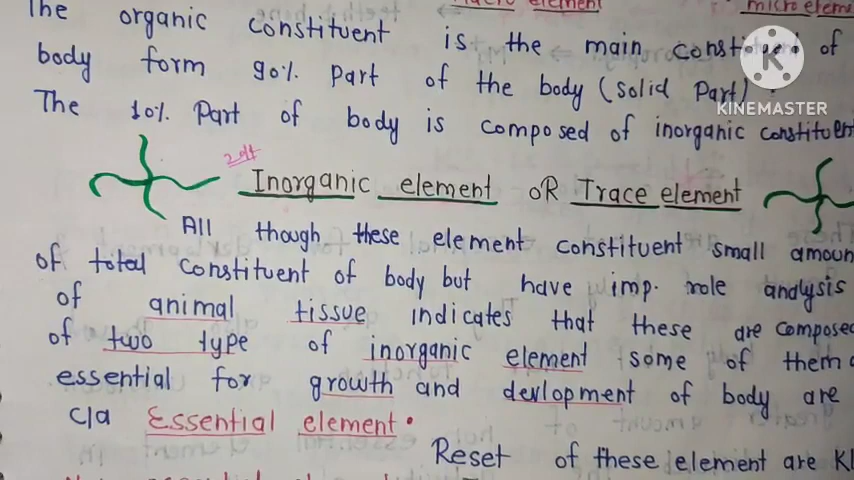 The organic constituent is the main of
body form 90% part of the body (solid Part).
The 10% Part of body is composed of inorganic constituent
KINEMASTER
Inorganic element OR Trace element
All though these element constituent small amoun
of total constituent of body but have imp. role analysis
of animal tissue indicates that these are compose
of two type of inorganic element some of them
essential for growth and devlopment of body are
c/a Essential element.
Reset of these element are K